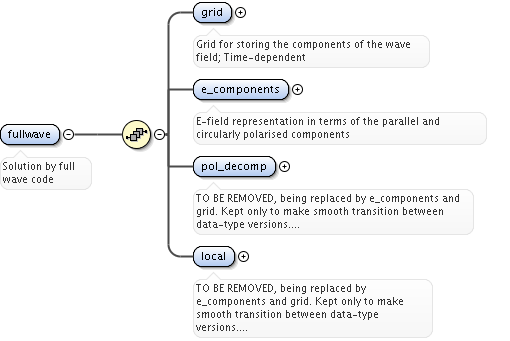 grid
Grid for storing the components of the wave
field; Time-dependent
e_components
E-field representation in terms of the parallel and
circularly polarised components
fullwave
Solution by full
wave code
pol_decomp
TO BE REMOVED, being replaced by e_components and
grid. Kept only to make smooth transition between
data-type versions....
local
TO BE REMOVED, being replaced by
e_components and grid. Kept only to make
smooth transition between data-type
versions....